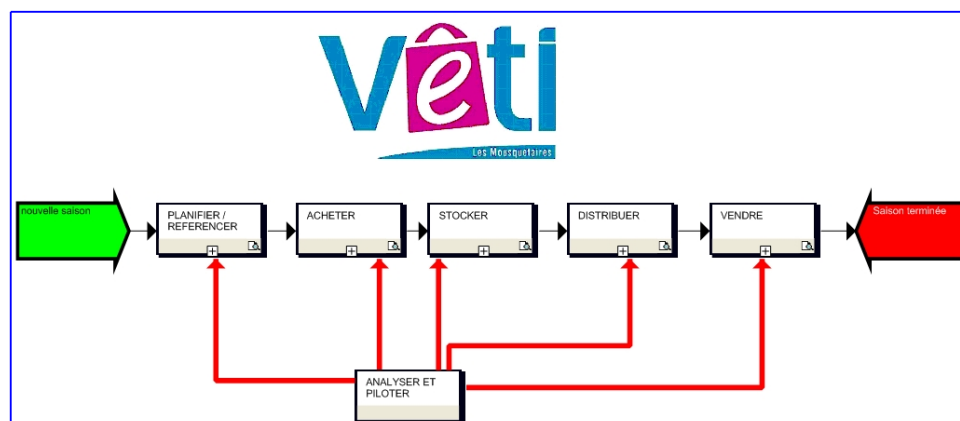 Vêti
Les Mousquetaires
nouvelle saison
PLANIFIER /
REFERENCER
ACHETER
STOCKER
DISTRIBUER
VENDRE
Saison terminée
ANALYSER ET
PILOTER